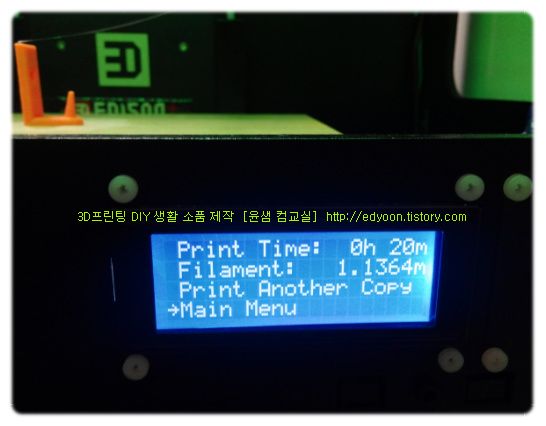 3D
EDISON
3D프린팅 DIY 생활 소품 제작 [윤샘 컴교실] http://edyoon.tistory.com
Print Time: 0h 20m
Filament: 1.1364m
Print Another Copy
→Main Menu